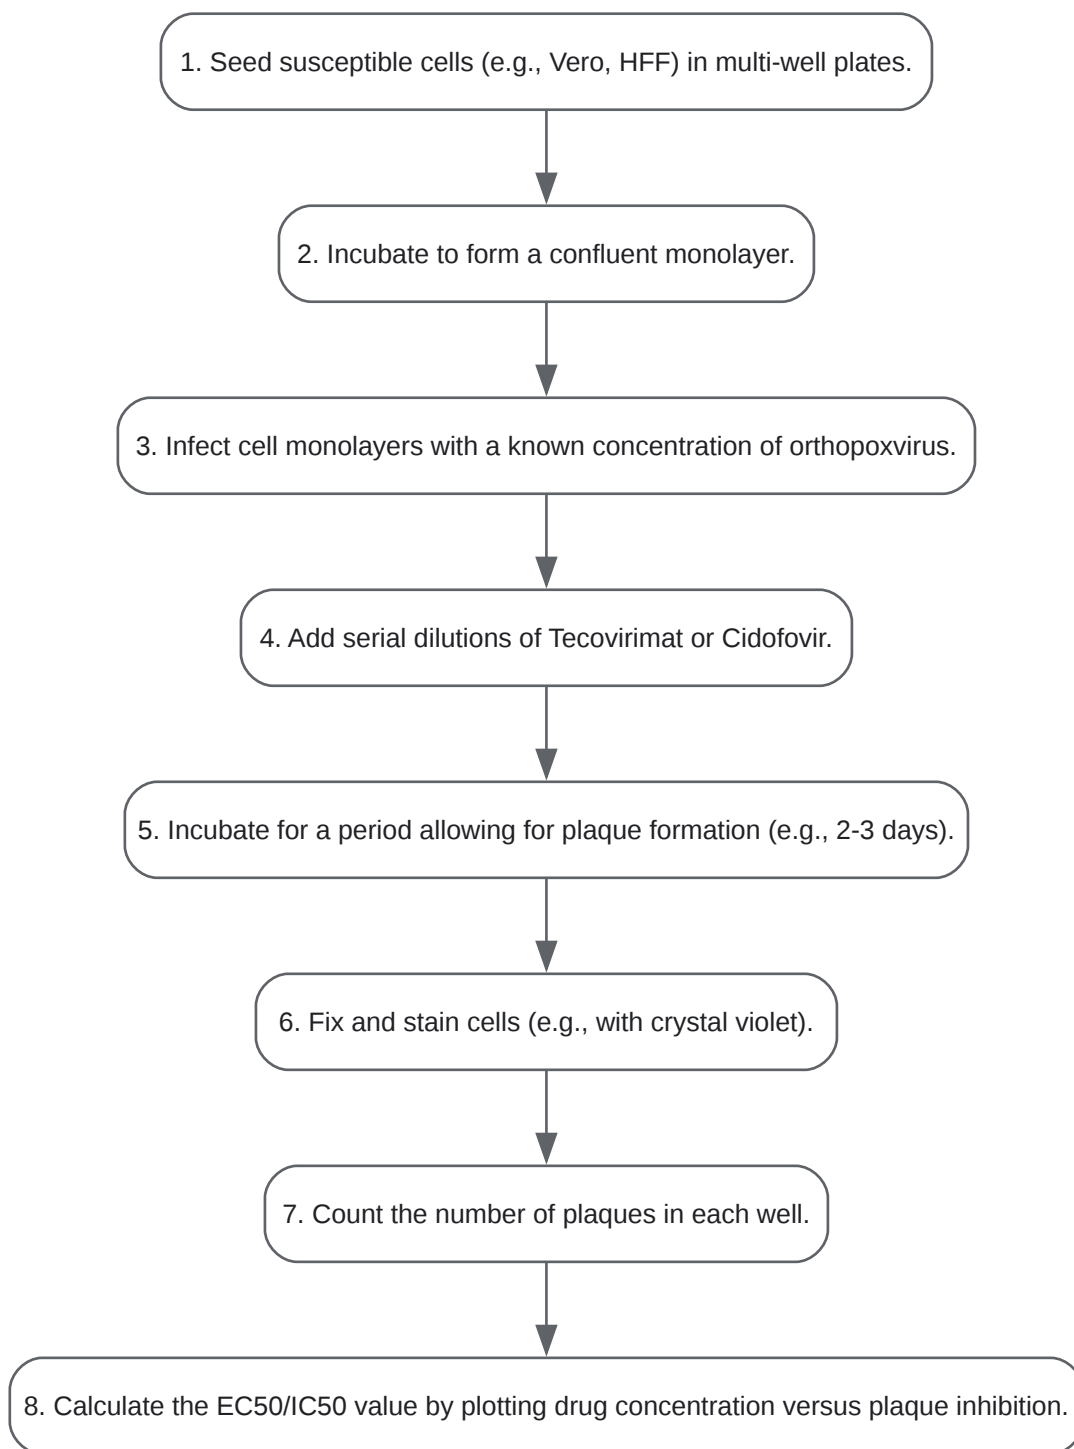 1. Seed susceptible cells (e.g., Vero, HFF) in multi-well plates.
2. Incubate to form a confluent monolayer.
3. Infect cell monolayers with a known concentration of orthopoxvirus.
4. Add serial dilutions of Tecovirimat or Cidofovir.
5. Incubate for a period allowing for plaque formation (e.g., 2-3 days).
6. Fix and stain cells (e.g., with crystal violet).
7. Count the number of plaques in each well.
8. Calculate the EC50/IC50 value by plotting drug concentration versus plaque inhibition.